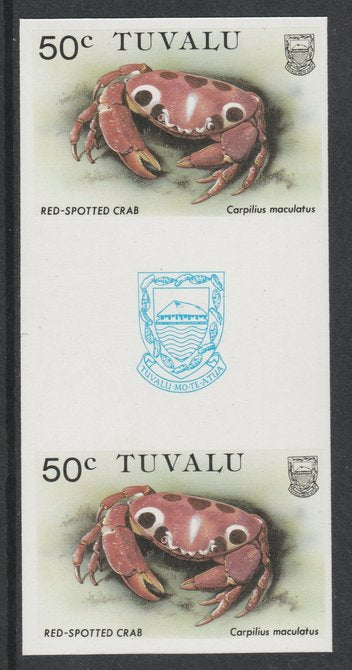 50c TUVALU
RED-SPOTTED CRAB Carpilius maculatus
TUVALU·MO·TE·ATUA
50c TUVALU
RED-SPOTTED CRAB Carpilius maculatus